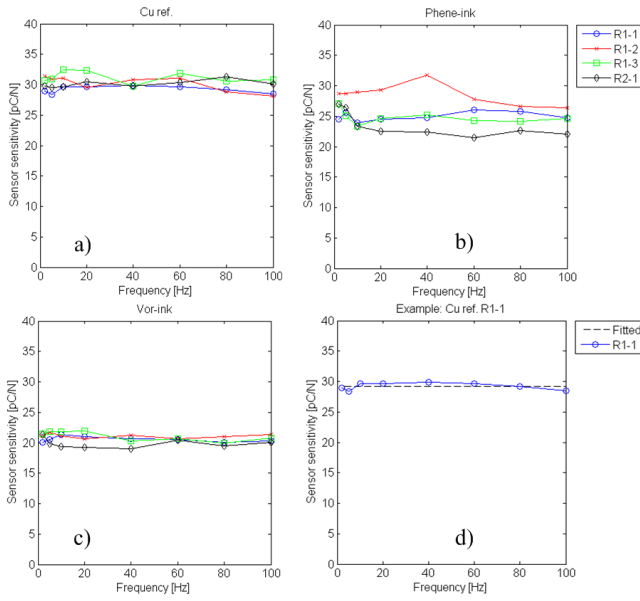 Cu ref.
Sensor sensitivity [pC/N]
40
35
30
25
20
15
10
5
0
0 20 40 60 80 100
Frequency [Hz]
a)
Phene-ink
Sensor sensitivity [pC/N]
40
35
30
25
20
15
10
5
0
0 20 40 60 80 100
Frequency [Hz]
b)
R1-1
R1-2
R1-3
R2-1
Vor-ink
Sensor sensitivity [pC/N]
40
35
30
25
20
15
10
5
0
0 20 40 60 80 100
Frequency [Hz]
c)
Example: Cu ref. R1-1
Sensor sensitivity [pC/N]
40
35
30
25
20
15
10
5
0
0 20 40 60 80 100
Frequency [Hz]
d)
Fitted
R1-1